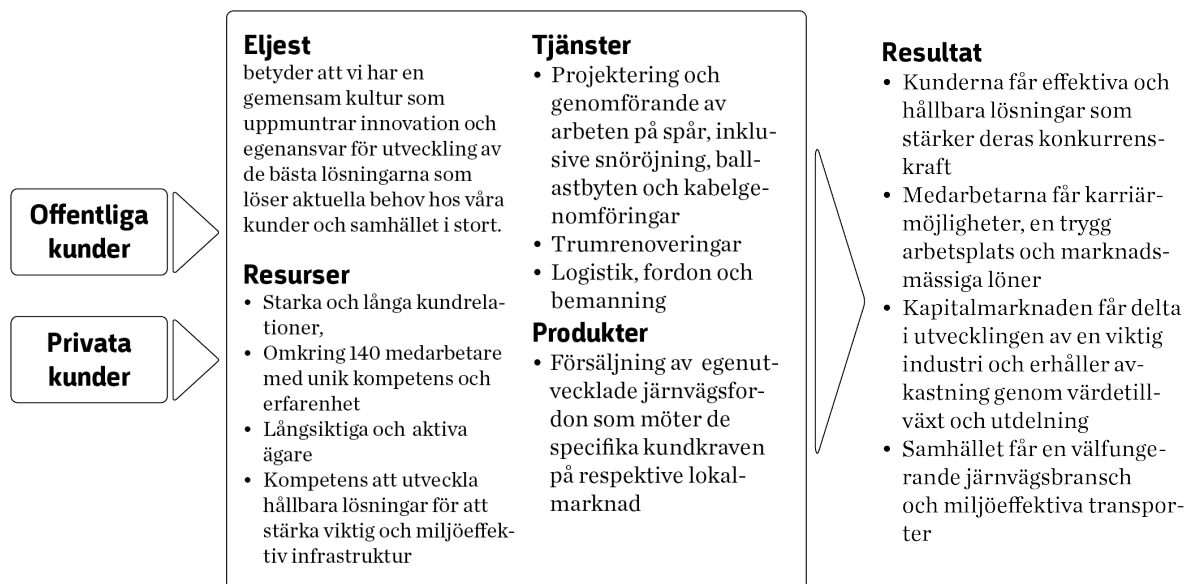 Offentliga
kunder
Privata
kunder
Eljest
betyder att vi har en
gemensam kultur som
uppmuntrar innovation och
egenansvar för utveckling av
de bästa lösningarna som
löser aktuella behov hos våra
kunder och samhället i stort.
Resurser
• Starka och långa kundrela-
tioner,
• Omkring 140 medarbetare
med unik kompetens och
erfarenhet
• Långsiktiga och aktiva
ägare
• Kompetens att utveckla
hållbara lösningar för att
stärka viktig och miljöeffek-
tiv infrastruktur
Tjänster
• Projektering och
genomförande av
arbeten på spår, inklu-
sive snöröjning, ball-
astbyten och kabelge-
nomföringar
• Trumrenoveringar
• Logistik, fordon och
bemanning
Produkter
• Försäljning av egenut-
vecklade järnvägsfor-
don som möter de
specifika kundkraven
på respektive lokal-
marknad
Resultat
• Kunderna får effektiva och
hållbara lösningar som
stärker deras konkurrens-
kraft
• Medarbetarna får karriär-
möjligheter, en trygg
arbetsplats och marknads-
mässiga löner
• Kapitalmarknaden får delta
i utvecklingen av en viktig
industri och erhåller av-
kastning genom värdetill-
växt och utdelning
• Samhället får en välfunge-
rande järnvägsbransch
och miljöeffektiva transpor-
ter